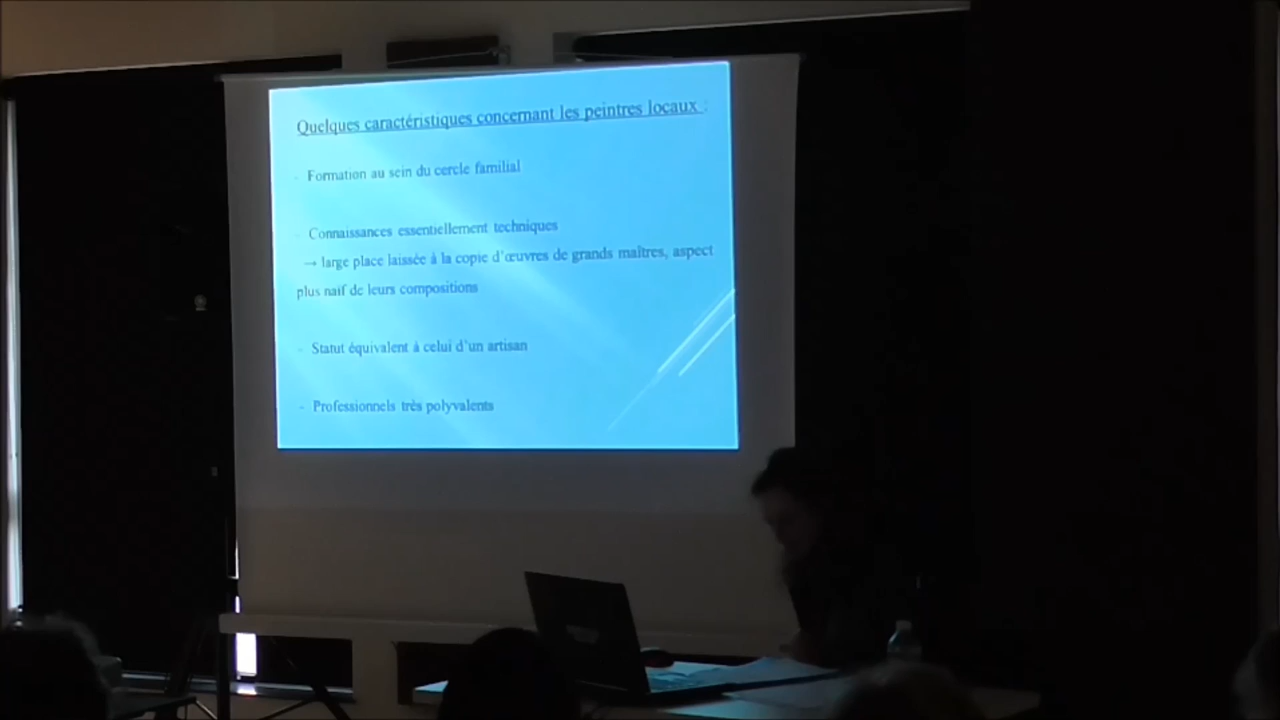 Quelques caractéristiques concernant les peintres locaux :
- Formation au sein du cercle familial
- Connaissances essentiellement techniques
→ large place laissée à la copie d'œuvres de grands maîtres, aspect
plus naïf de leurs compositions
- Statut équivalent à celui d'un artisan
- Professionnels très polyvalents